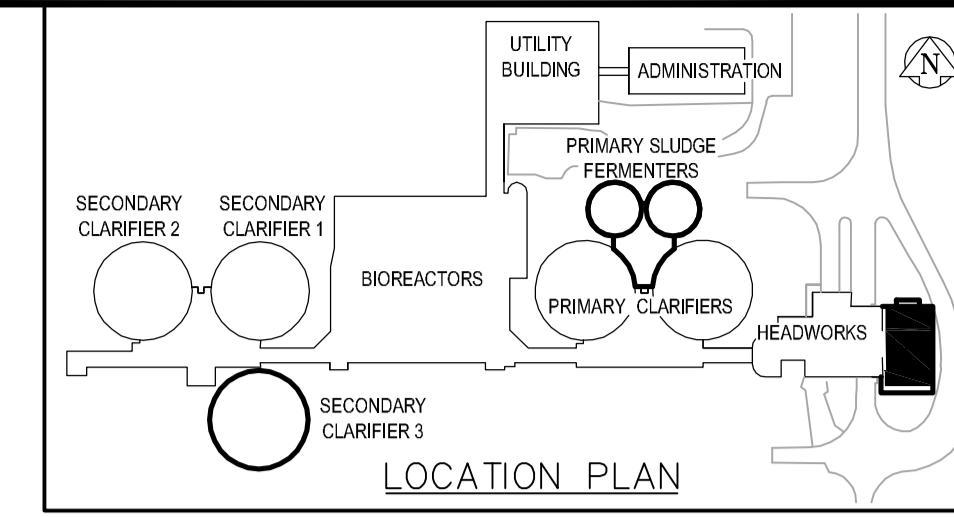 UTILITY
BUILDING
ADMINISTRATION
N
PRIMARY SLUDGE
FERMENTERS
SECONDARY
CLARIFIER 2
SECONDARY
CLARIFIER 1
BIOREACTORS
PRIMARY CLARIFIERS
HEADWORKS
SECONDARY
CLARIFIER 3
LOCATION PLAN